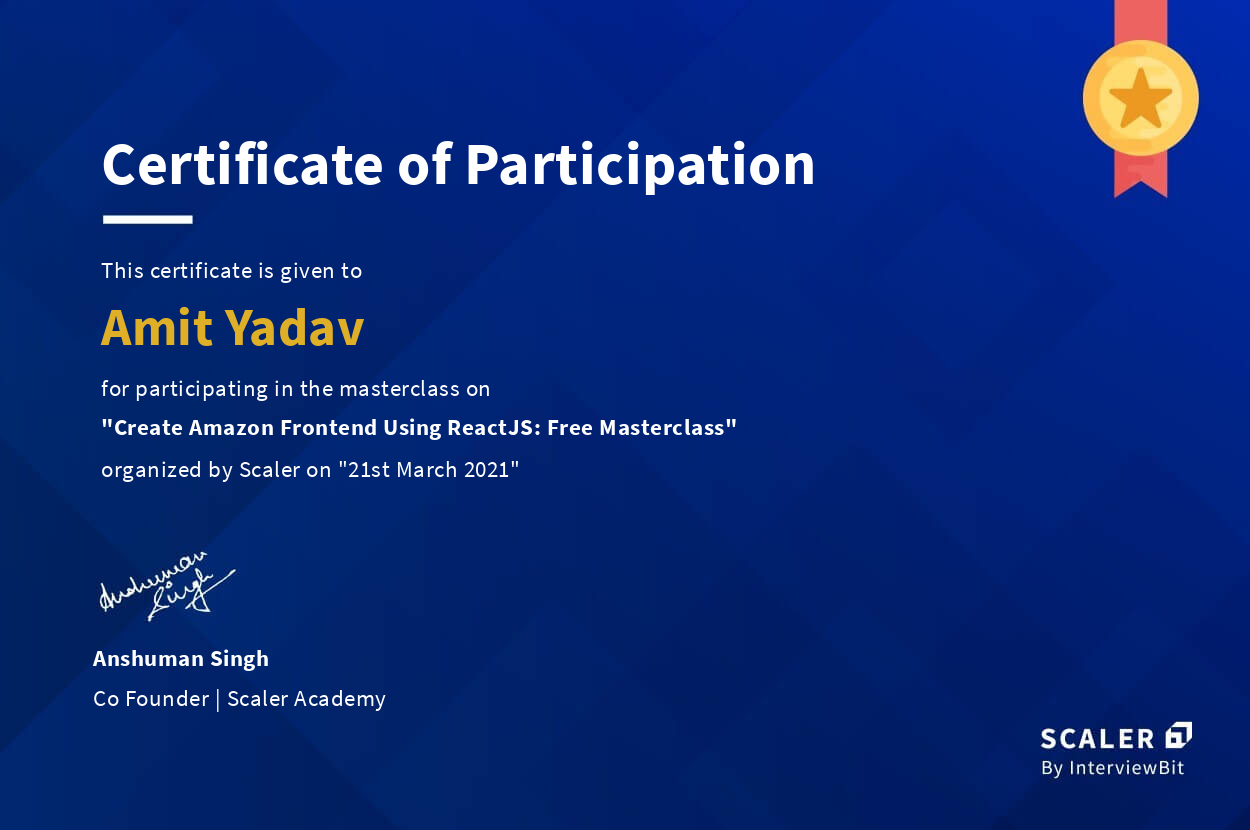 Certificate of Participation
This certificate is given to
Amit Yadav
for participating in the masterclass on
"Create Amazon Frontend Using ReactJS: Free Masterclass"
organized by Scaler on "21st March 2021"
Anshuman
Singh
Anshuman Singh
Co Founder | Scaler Academy
SCALER
By InterviewBit